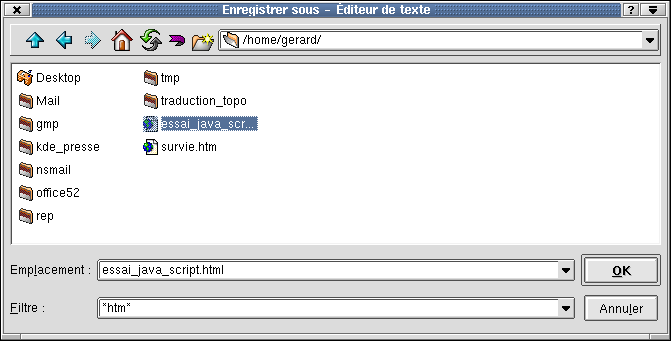 Enregistrer sous - Éditeur de texte
/home/gerard/
Desktop
Mail
gmp
kde_presse
nsmail
office52
rep
tmp
traduction_topo
essai_java_scr...
survie.htm
Emplacement :
essai_java_script.html
OK
Filtre :
*htm*
Annuler